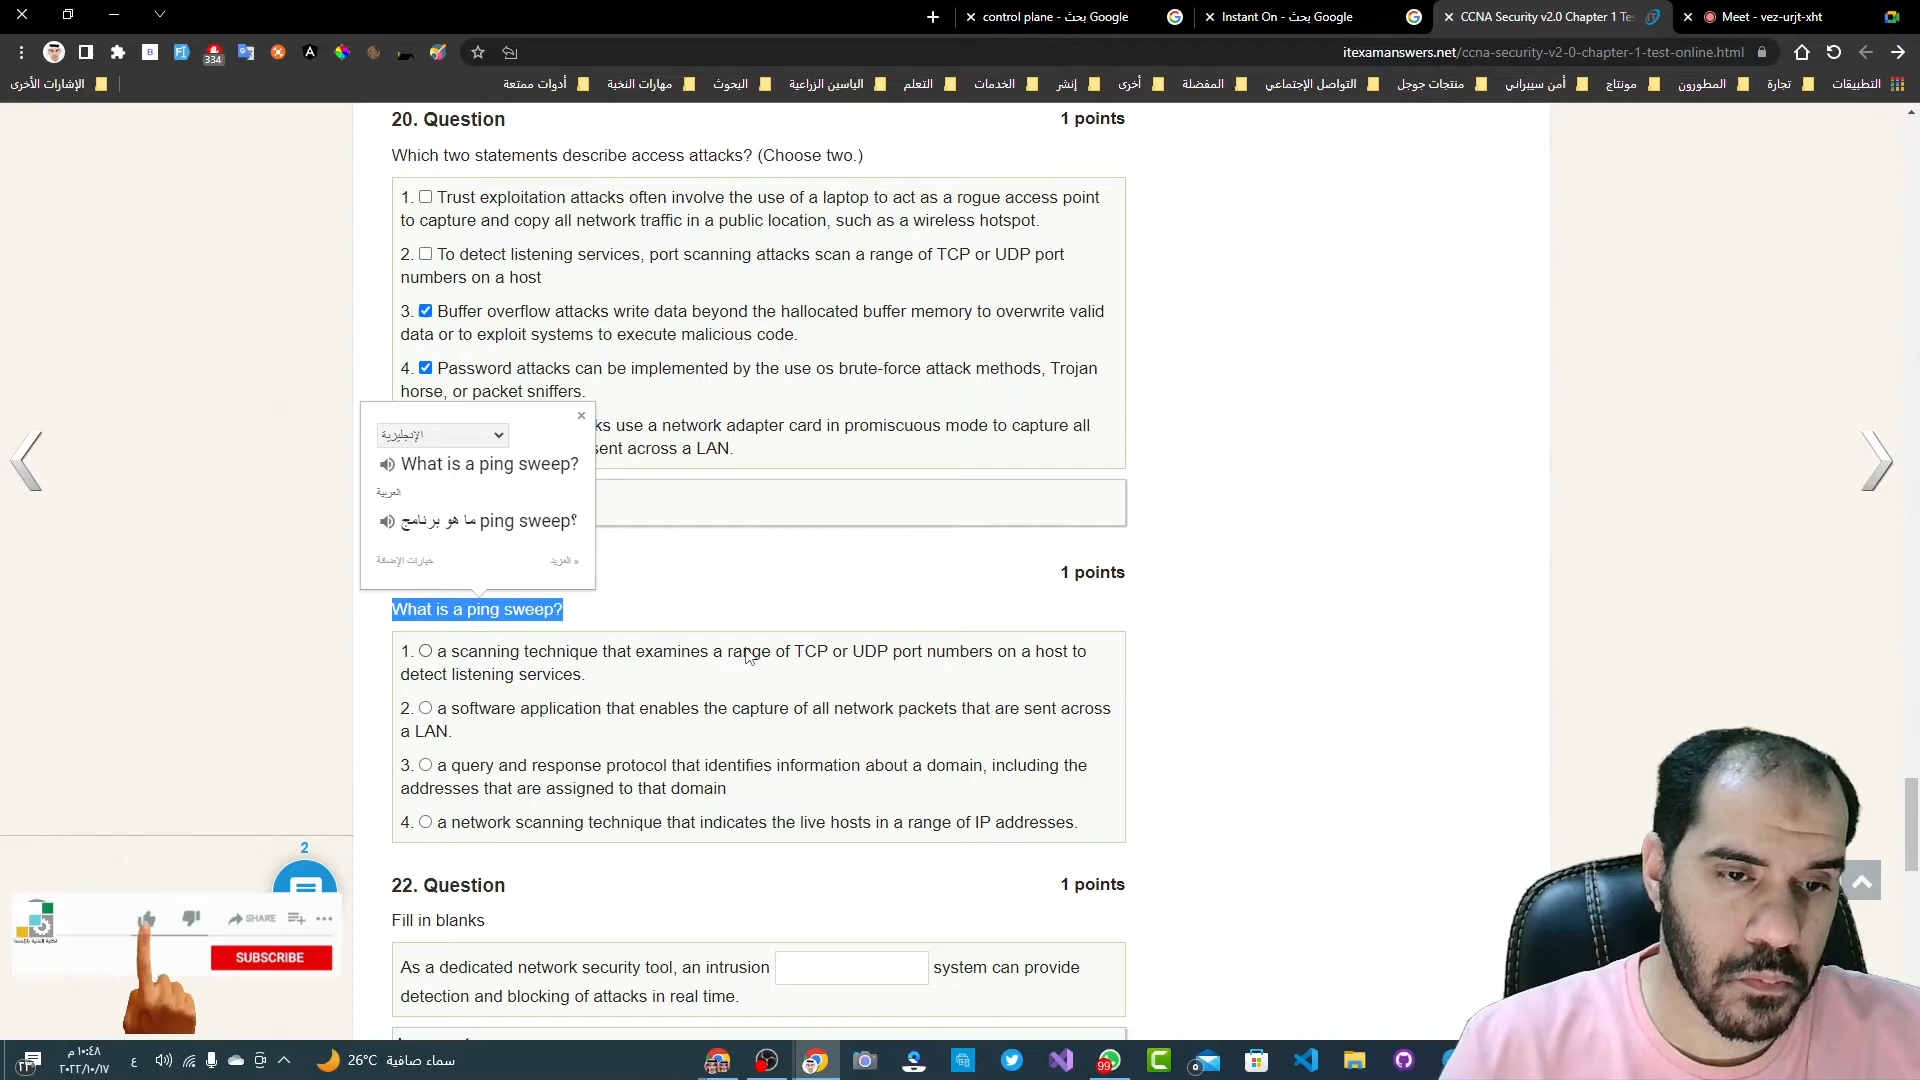 control plane - بحث Google
Instant On - بحث Google
CCNA Security v2.0 Chapter 1 Tes
Meet - vez-urjt-xht
334
itexamanswers.net/ccna-security-v2-0-chapter-1-test-online.html
التطبيقات تجارة المطورون مونتاج أمن سيبراني منتجات جوجل التواصل الإجتماعي المفضلة أخرى إنشر الخدمات التعلم الياسين الزراعية البحوث مهارات النخبة أدوات ممتعة الإشارات الأخرى
20. Question 1 points
Which two statements describe access attacks? (Choose two.)
1. Trust exploitation attacks often involve the use of a laptop to act as a rogue access point
to capture and copy all network traffic in a public location, such as a wireless hotspot.
2. To detect listening services, port scanning attacks scan a range of TCP or UDP port
numbers on a host
3. Buffer overflow attacks write data beyond the hallocated buffer memory to overwrite valid
data or to exploit systems to execute malicious code.
4. Password attacks can be implemented by the use os brute-force attack methods, Trojan
horse, or packet sniffers.
ks use a network adapter card in promiscuous mode to capture all
sent across a LAN.
الإنجليزية
What is a ping sweep?
العربية
ما هو برنامج ping sweep؟
خيارات الإضافة المزيد »
1 points
What is a ping sweep?
1. a scanning technique that examines a range of TCP or UDP port numbers on a host to
detect listening services.
2. a software application that enables the capture of all network packets that are sent across
a LAN.
3. a query and response protocol that identifies information about a domain, including the
addresses that are assigned to that domain
4. a network scanning technique that indicates the live hosts in a range of IP addresses.
2
22. Question 1 points
Fill in blanks
As a dedicated network security tool, an intrusion system can provide
detection and blocking of attacks in real time.
SHARE
SUBSCRIBE
١٠:٤٨ م
٢٠٢٢/١٠/١٧
ع
26°C سماء صافية
99